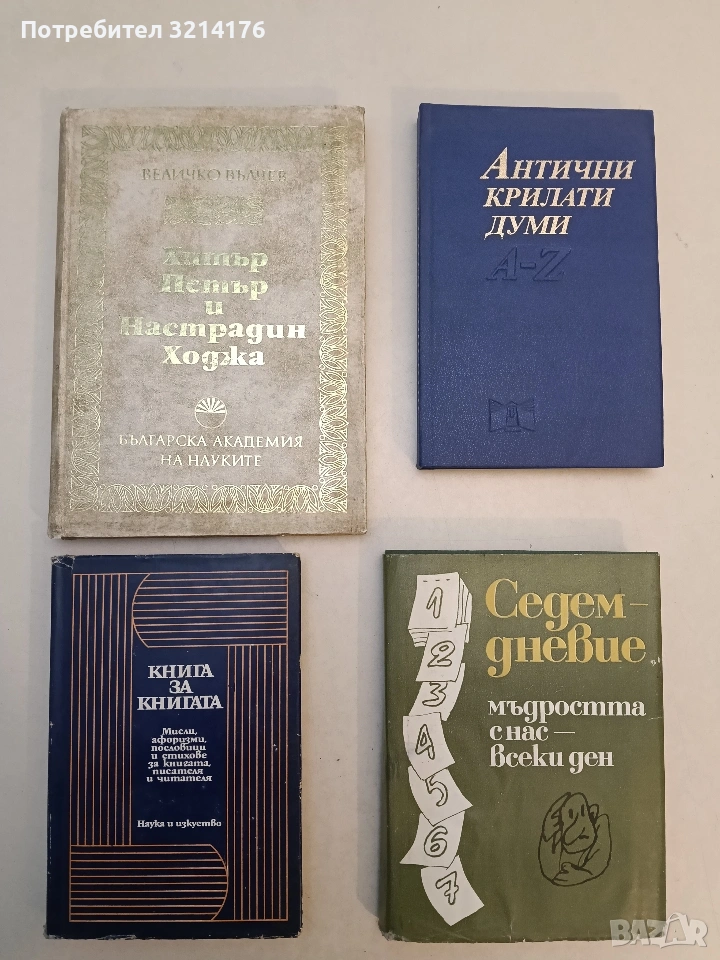 Потребител 3214176
ВЕЛИЧКО ВЪЛЧЕВ
Хитър
Петър
и
Настрадин
Ходжа
БЪЛГАРСКА АКАДЕМИЯ
НА НАУКИТЕ
АНТИЧНИ
КРИЛАТИ
ДУМИ
A-Z
КНИГА
ЗА
КНИГАТА
Мисли,
афоризми,
пословици
и стихове
за книгата,
писателя
и читателя
Наука и изкуство
1
2
3
4
5
6
7
Седем-
дневие
мъдростта
с нас —
всеки ден
BAZAR